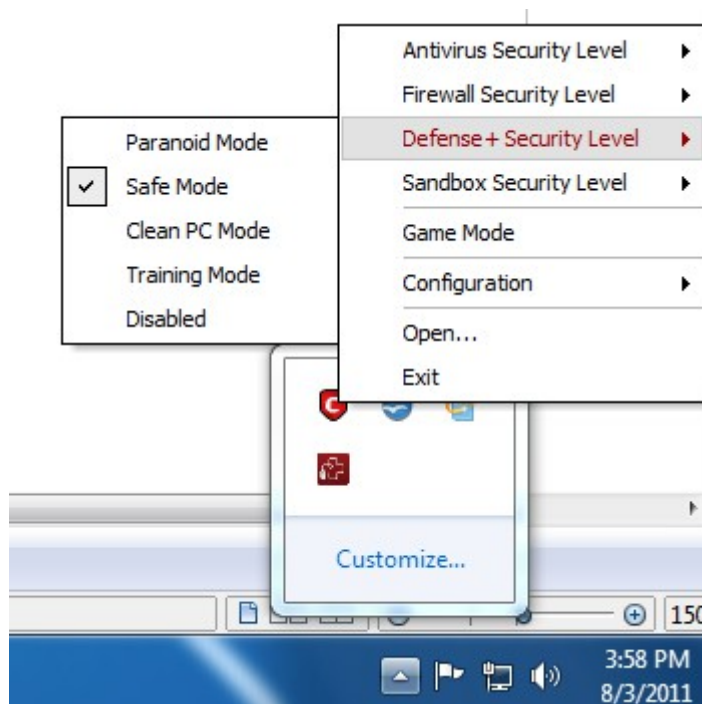 Antivirus Security Level
Firewall Security Level
Defense+ Security Level
Sandbox Security Level
Game Mode
Configuration
Open...
Exit
Paranoid Mode
Safe Mode
Clean PC Mode
Training Mode
Disabled
C
Customize...
150
3:58 PM
8/3/2011